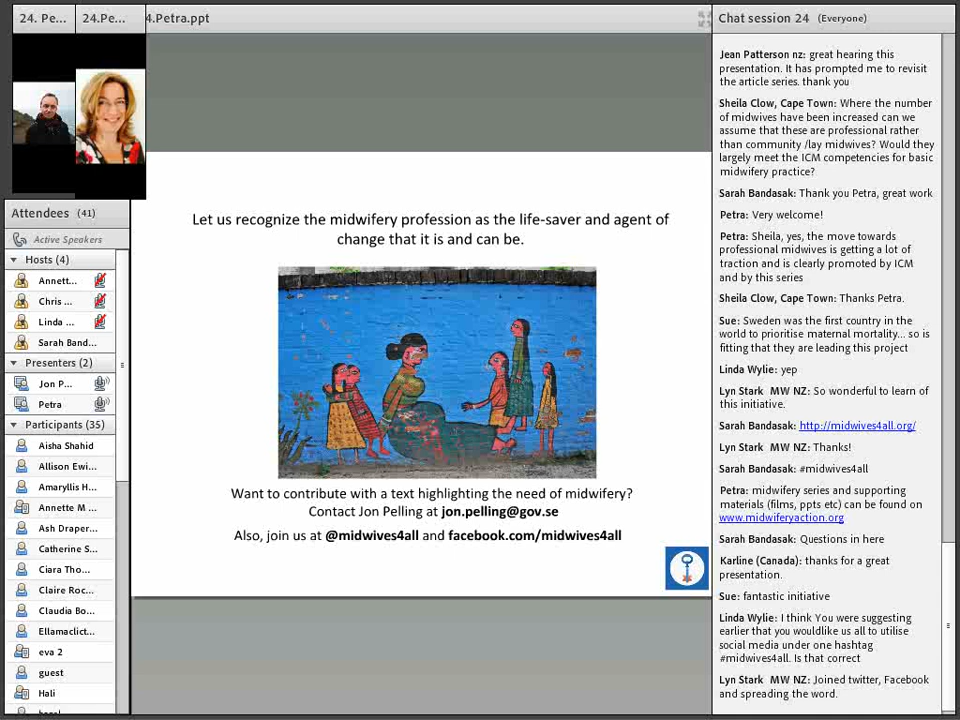 24. Pe...
24.Pe...
4.Petra.ppt
Attendees (41)
Active Speakers
Hosts (4)
Annett...
Chris ...
Linda ...
Sarah Band...
Presenters (2)
Jon P...
Petra
Participants (35)
Aisha Shahid
Allison Ewi...
Amaryllis H...
Annette M ...
Ash Draper...
Catherine S...
Ciara Tho...
Claire Roc...
Claudia Bo...
Ellamaclict...
eva 2
guest
Hali
Let us recognize the midwifery profession as the life-saver and agent of
change that it is and can be.
Want to contribute with a text highlighting the need of midwifery?
Contact Jon Pelling at jon.pelling@gov.se
Also, join us at @midwives4all and facebook.com/midwives4all
Chat session 24 (Everyone)
Jean Patterson nz: great hearing this
presentation. It has prompted me to revisit
the article series. thank you
Sheila Clow, Cape Town: Where the number
of midwives have been increased can we
assume that these are professional rather
than community /lay midwives? Would they
largely meet the ICM competencies for basic
midwifery practice?
Sarah Bandasak: Thank you Petra, great work
Petra: Very welcome!
Petra: Sheila, yes, the move towards
professional midwives is getting a lot of
traction and is clearly promoted by ICM
and by this series
Sheila Clow, Cape Town: Thanks Petra.
Sue: Sweden was the first country in the
world to prioritise maternal mortality... so is
fitting that they are leading this project
Linda Wylie: yep
Lyn Stark MW NZ: So wonderful to learn of
this initiative.
Sarah Bandasak: http://midwives4all.org/
Lyn Stark MW NZ: Thanks!
Sarah Bandasak: #midwives4all
Petra: midwifery series and supporting
materials (films, ppts etc) can be found on
www.midwiferyaction.org
Sarah Bandasak: Questions in here
Karline (Canada): thanks for a great
presentation.
Sue: fantastic initiative
Linda Wylie: I think You were suggesting
earlier that you wouldlike us all to utilise
social media under one hashtag
#midwives4all. Is that correct
Lyn Stark MW NZ: Joined twitter, Facebook
and spreading the word.